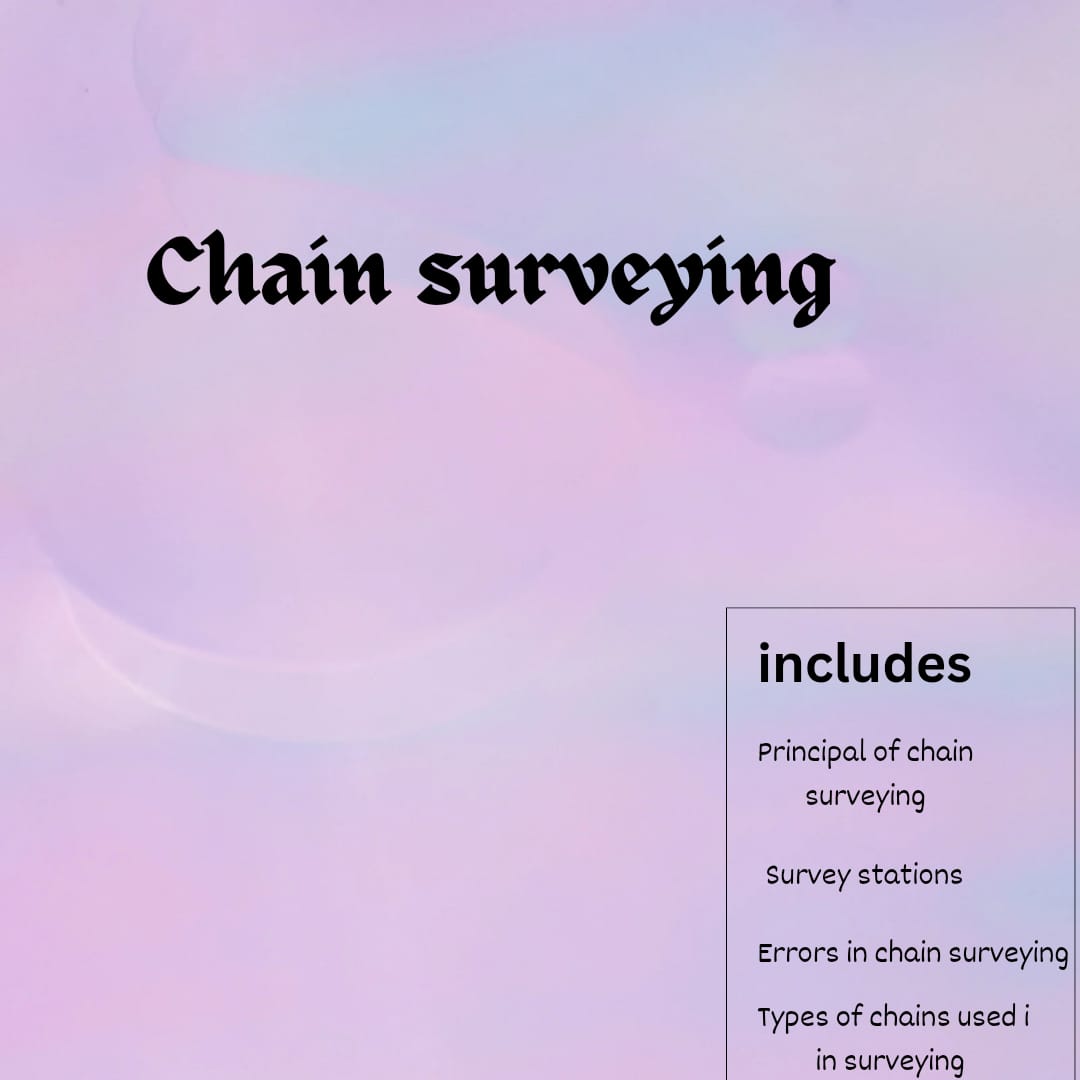 Chain surveying
includes
Principal of chain
surveying
Survey stations
Errors in chain surveying
Types of chains used i
in surveying